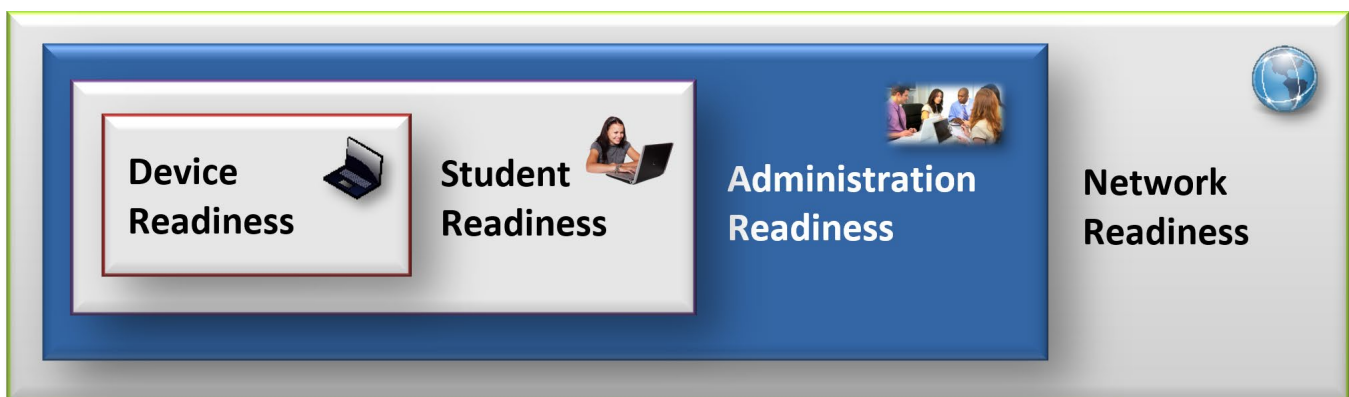 Device
Readiness
Student
Readiness
Administration
Readiness
Network
Readiness